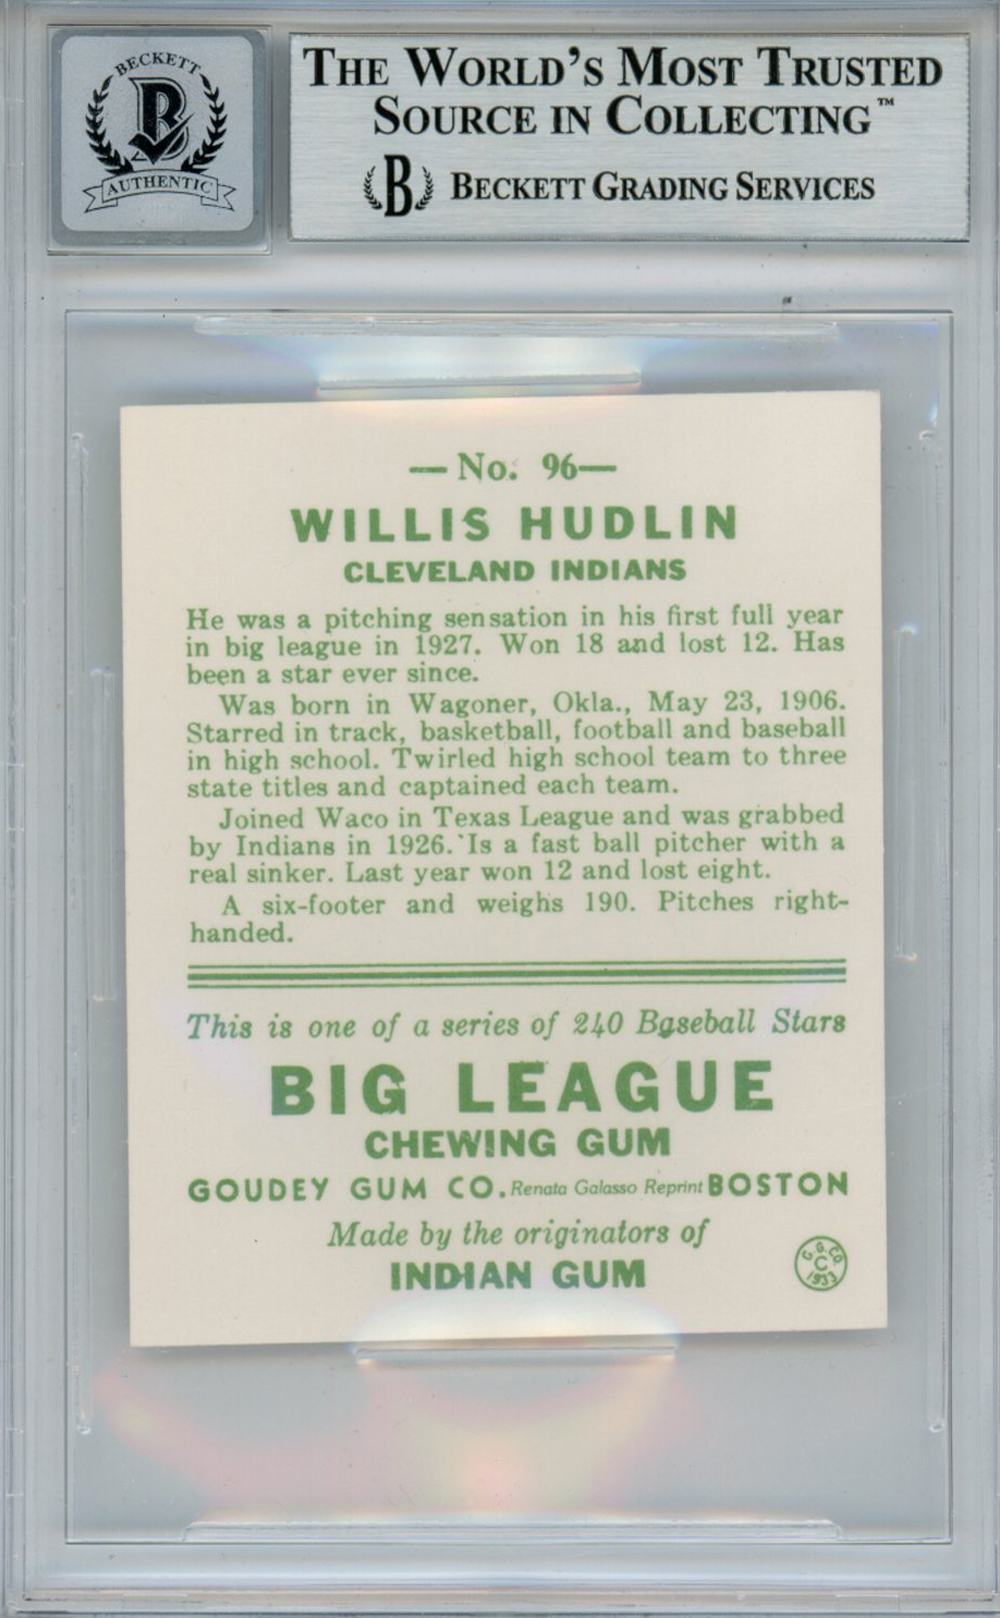 BECKETT
B
AUTHENTIC
THE WORLD'S MOST TRUSTED
SOURCE IN COLLECTING™
B BECKETT GRADING SERVICES
— No. 96—
WILLIS HUDLIN
CLEVELAND INDIANS
He was a pitching sensation in his first full year
in big league in 1927. Won 18 and lost 12. Has
been a star ever since.
Was born in Wagoner, Okla., May 23, 1906.
Starred in track, basketball, football and baseball
in high school. Twirled high school team to three
state titles and captained each team.
Joined Waco in Texas League and was grabbed
by Indians in 1926. Is a fast ball pitcher with a
real sinker. Last year won 12 and lost eight.
A six-footer and weighs 190. Pitches right-
handed.
This is one of a series of 240 Baseball Stars
BIG LEAGUE
CHEWING GUM
GOUDEY GUM CO. Renata Galasso Reprint BOSTON
Made by the originators of
INDIAN GUM
G.G.CO.
C
1933